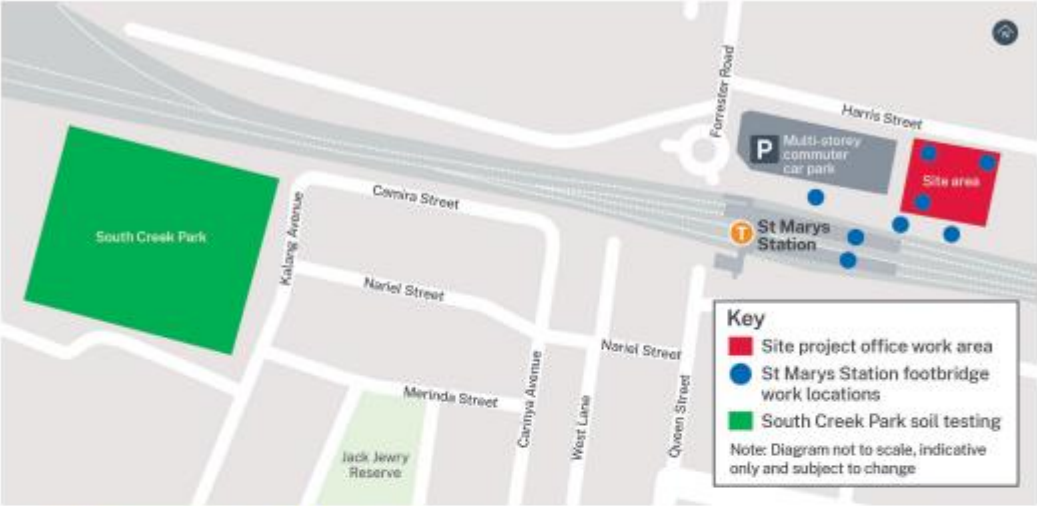 N
Forrester Road
Harris Street
P
Multi-storey
commuter
car park
Site area
Camira Street
Kalang Avenue
South Creek Park
T
St Marys
Station
Nariel Street
Nariel Street
Merinda Street
Carinya Avenue
West Lane
Queen Street
Jack Jewry
Reserve
Key
Site project office work area
St Marys Station footbridge
work locations
South Creek Park soil testing
Note: Diagram not to scale, indicative
only and subject to change